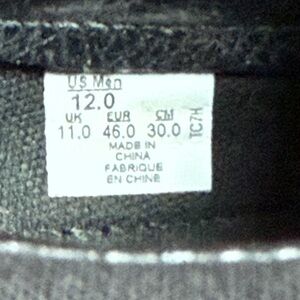 US Men
12.0
UK EUR CM
11.0 46.0 30.0
MADE IN
CHINA
FABRIQUE
EN CHINE
TC7H